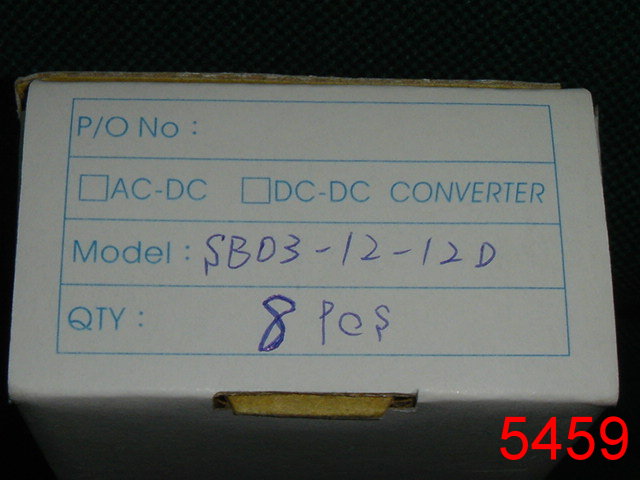 P/O No :
☐AC-DC ☐DC-DC CONVERTER
Model : SB03-12-12D
QTY : 8 PCS
5459